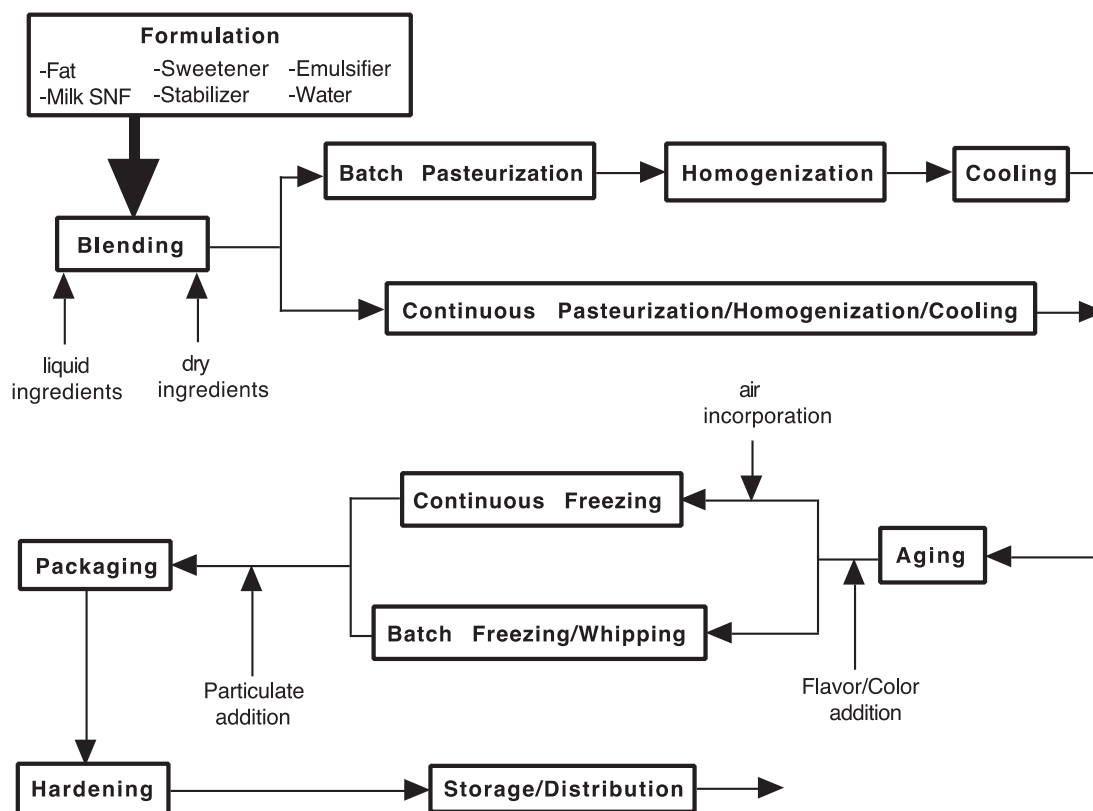 Formulation
-Fat -Sweetener -Emulsifier
-Milk SNF -Stabilizer -Water
Batch Pasteurization
Homogenization
Cooling
Blending
Continuous Pasteurization/Homogenization/Cooling
liquid
ingredients
dry
ingredients
air
incorporation
Continuous Freezing
Packaging
Aging
Batch Freezing/Whipping
Particulate
addition
Flavor/Color
addition
Hardening
Storage/Distribution